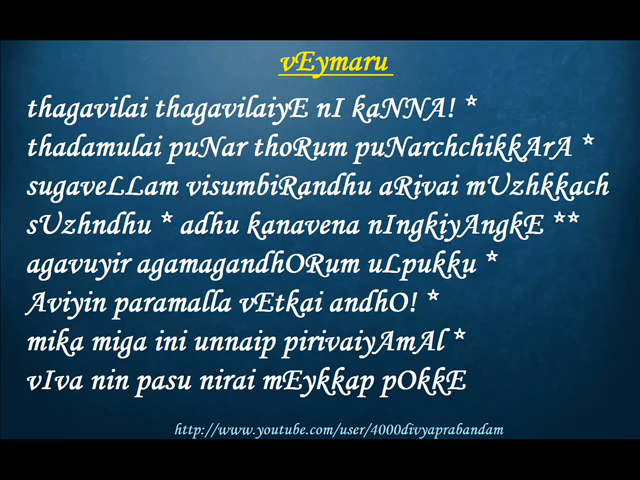 vEymaru
thagavilai thagavilaiyE nI kaNNA! *
thadamulai puNar thoRum puNarchchikkArA *
sugaveLLam visumbiRandhu aRivai mUzhkkach
sUzhndhu * adhu kanavena nIngkiyAngkE **
agavuyir agamagandhORum uLpukku *
Aviyin paramalla vEtkai andhO! *
mika miga ini unnaip pirivaiyAmAl *
vIva nin pasu nirai mEykkap pOkkE
http://www.youtube.com/user/4000divyaprabandam